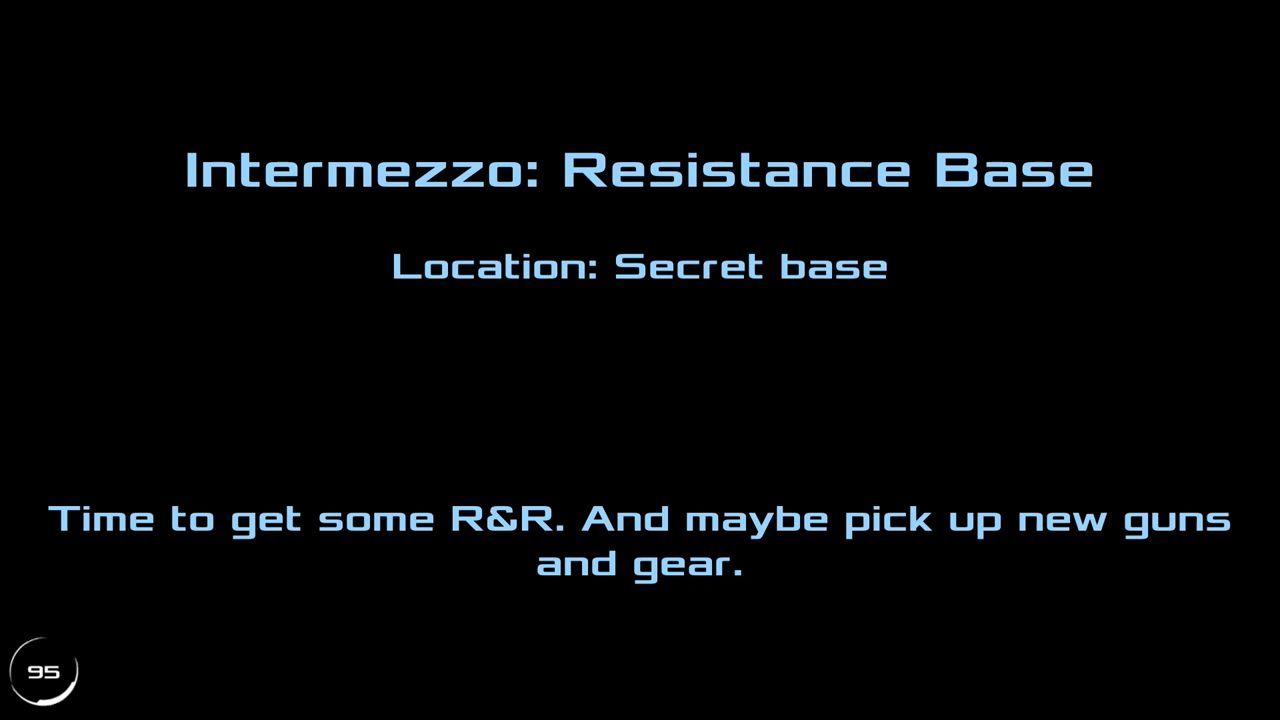 Intermezzo: Resistance Base
Location: Secret base
Time to get some R&R. And maybe pick up new guns
and gear.
95